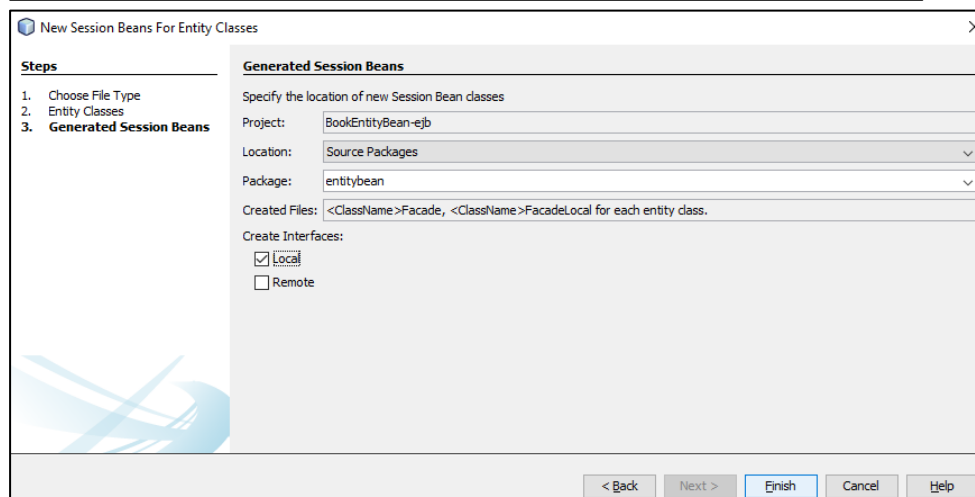 New Session Beans For Entity Classes
Steps
1. Choose File Type
2. Entity Classes
3. Generated Session Beans
Generated Session Beans
Specify the location of new Session Bean classes
Project: BookEntityBean-ejb
Location: Source Packages
Package: entitybean
Created Files: <ClassName>Facade, <ClassName>FacadeLocal for each entity class.
Create Interfaces:
Local
Remote
< Back Next > Finish Cancel Help